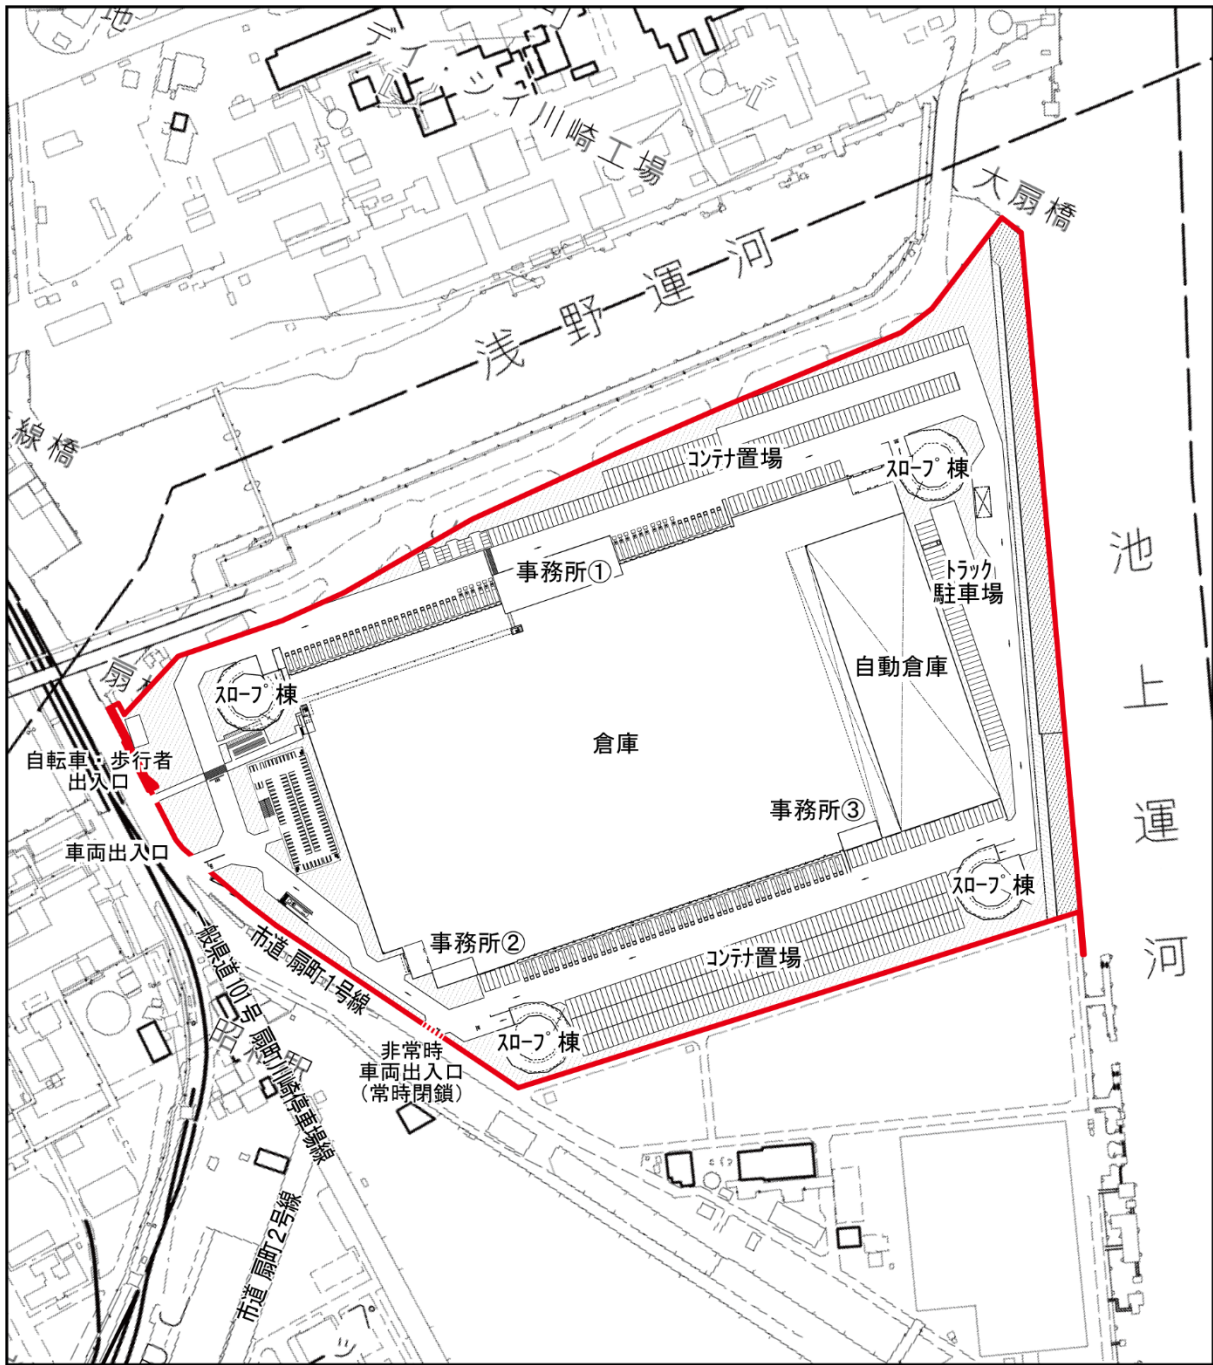 地
ディ・シイ川崎工場
大扇橋
浅野運河
線橋
コンテナ置場
スロープ棟
事務所①
トラック
駐車場
池上運河
自動倉庫
スロープ棟
扇橋
倉庫
自転車・歩行者
出入口
事務所③
車両出入口
スロープ棟
事務所②
コンテナ置場
市道 扇町1号線
一般県道101号 扇町川崎停車場線
昭和駅
スロープ棟
非常時
車両出入口
(常時閉鎖)
市道 扇町2号線